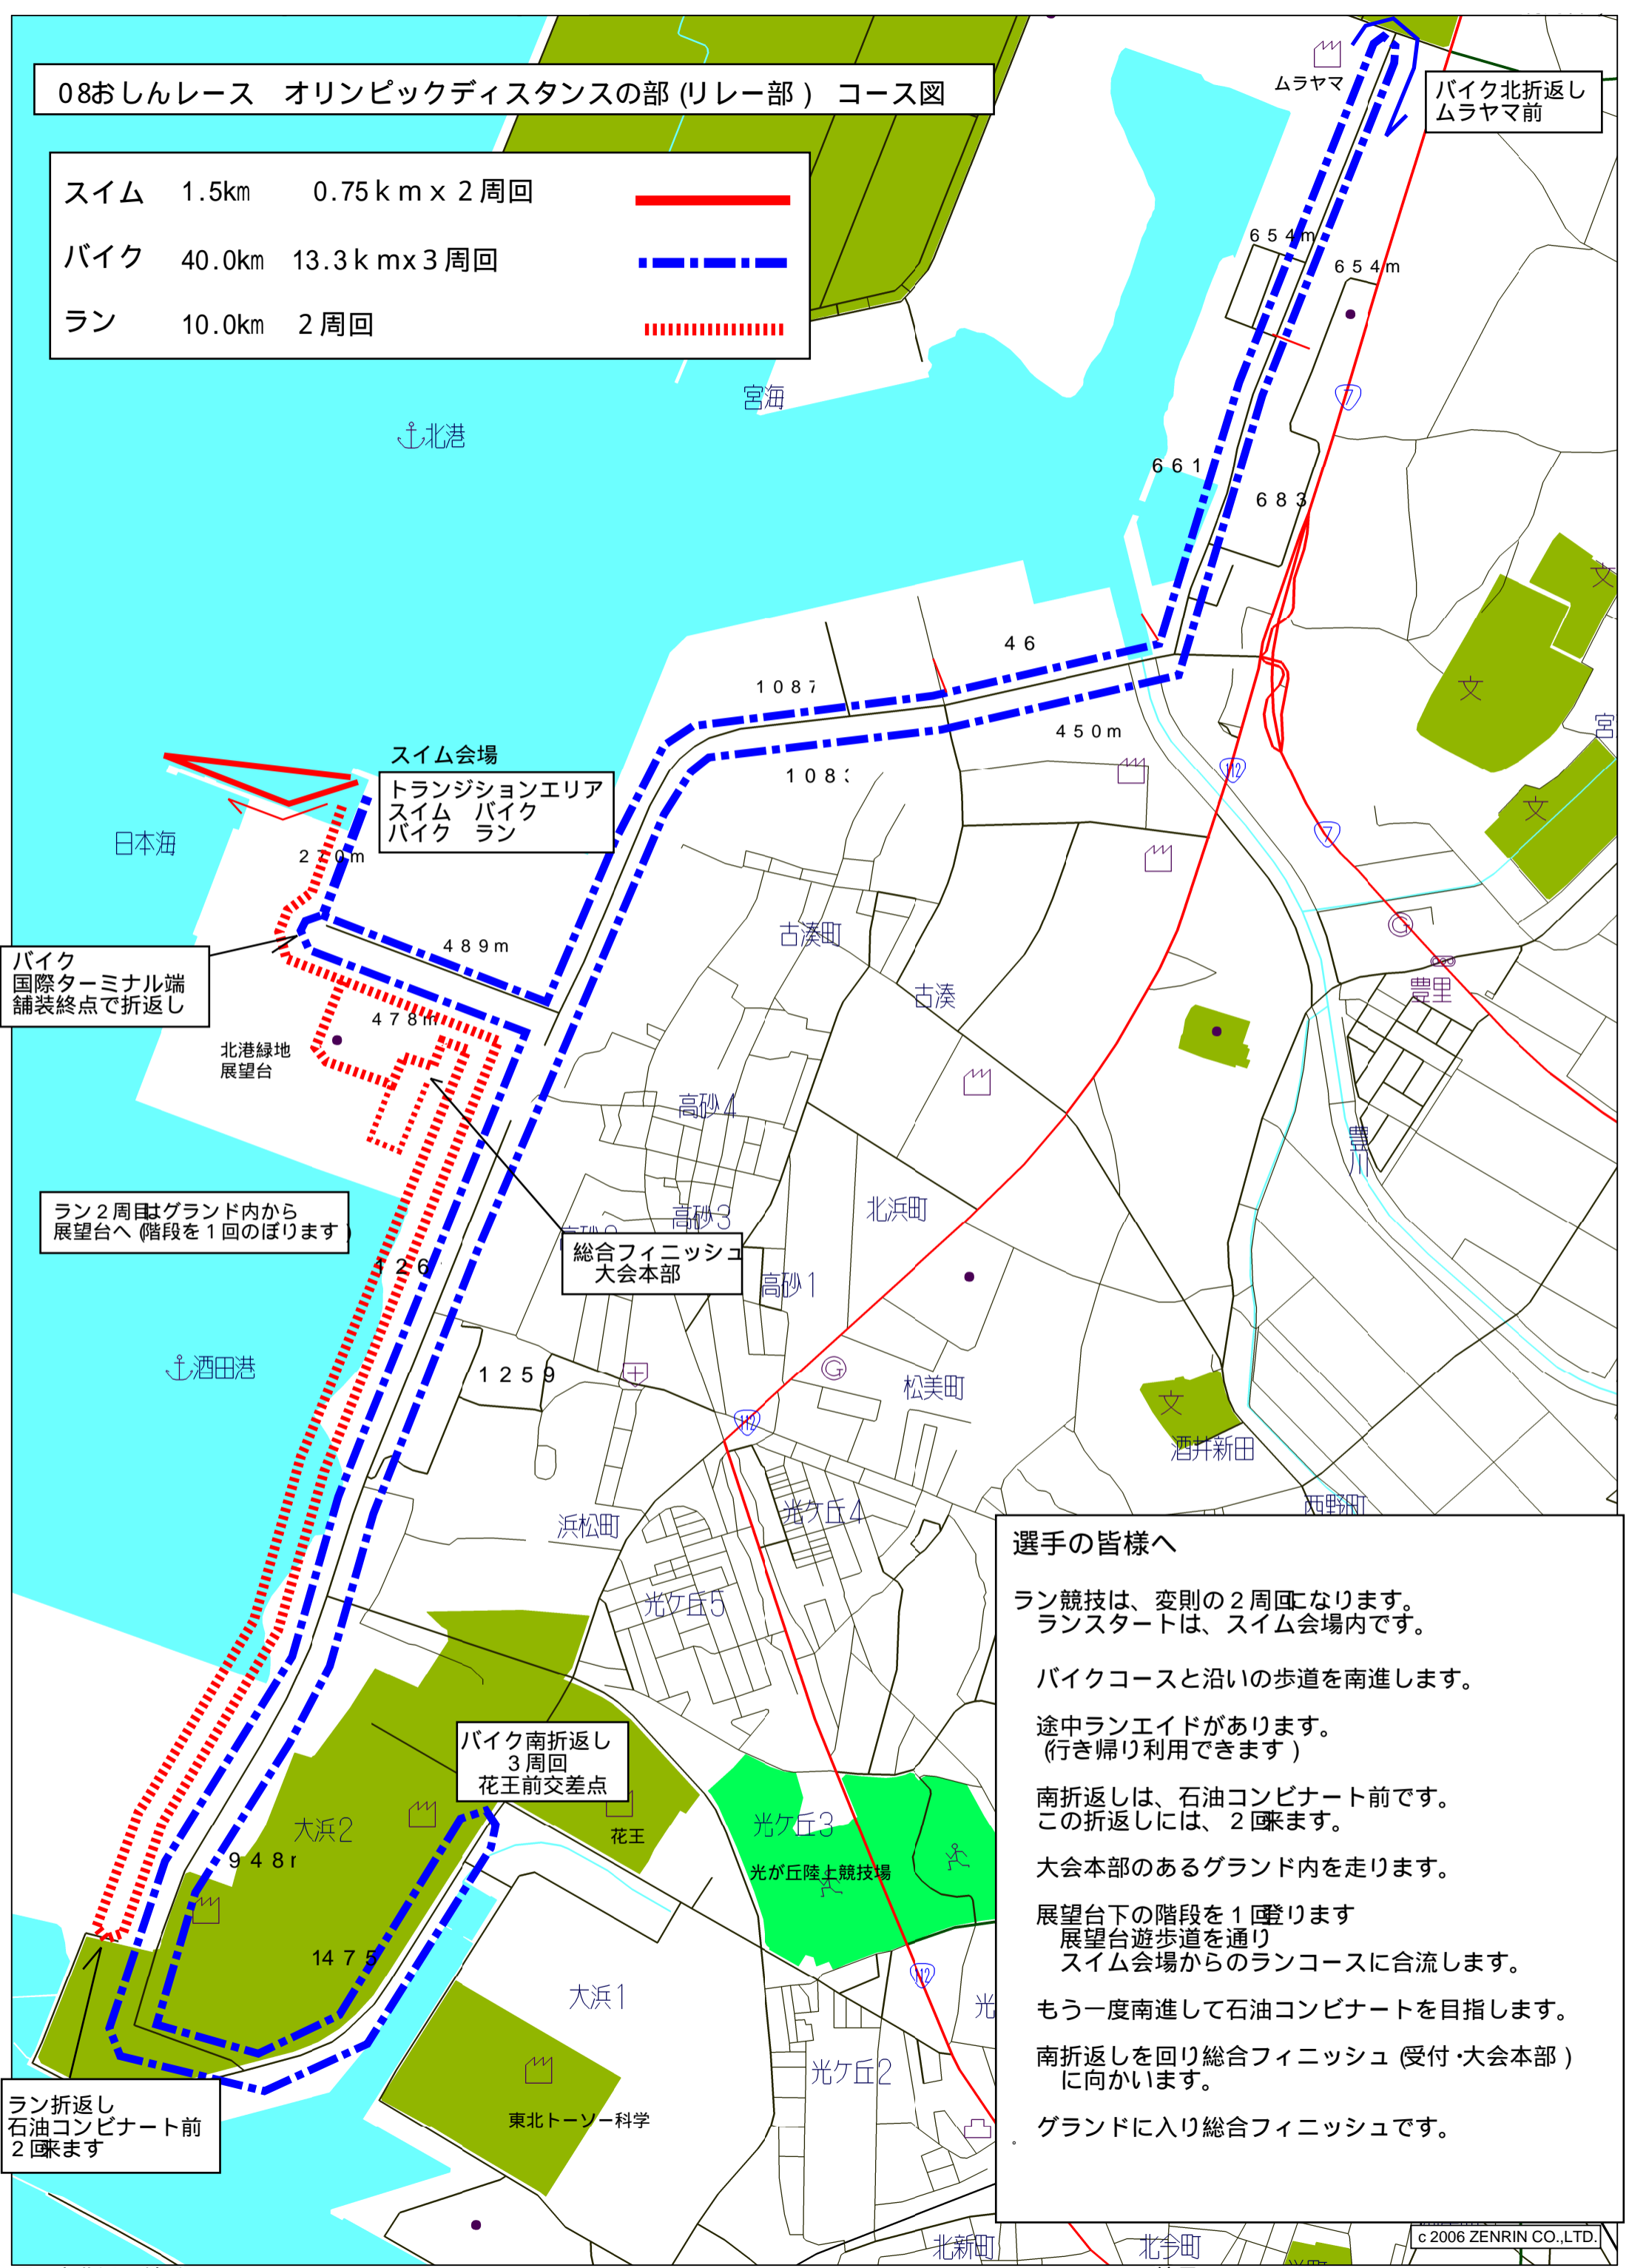 08おしんレース　オリンピックディスタンスの部(リレー部)　コース図
スイム　1.5km　0.75kmx2周回
バイク　40.0km　13.3kmx3周回
ラン　10.0km　2周回
ムラヤマ
バイク北折返し
ムラヤマ前
654m
654m
7
宮海
北港
661
683
文
文
46
1087
450m
宮
112
スイム会場
トランジションエリア
スイム　バイク
バイク　ラン
108
7
文
日本海
270m
古湊町
489m
バイク
国際ターミナル端
舗装終点で折返し
古湊
豊里
478m
北港緑地
展望台
高砂4
豊川
ラン2周目はグランド内から
展望台へ(階段を1回のぼります)
北浜町
高砂3
総合フィニッシュ
大会本部
126
高砂1
酒田港
1259
松美町
112
文
酒井新田
西野町
浜松町
光ケ丘4
光ケ丘5
選手の皆様へ
ラン競技は、変則の2周回になります。
ランスタートは、スイム会場内です。
バイクコースと沿いの歩道を南進します。
途中ランエイドがあります。
(行き帰り利用できます)
南折返しは、石油コンビナート前です。
この折返しには、2回来ます。
大会本部のあるグランド内を走ります。
展望台下の階段を1回登ります
展望台遊歩道を通り
スイム会場からのランコースに合流します。
もう一度南進して石油コンビナートを目指します。
南折返しを回り総合フィニッシュ(受付・大会本部)
に向かいます。
グランドに入り総合フィニッシュです。
。
バイク南折返し
3周回
花王前交差点
大浜2
花王
光ケ丘3
光が丘陸上競技場
948
1475
112
大浜1
光
光ケ丘2
ラン折返し
石油コンビナート前
2回来ます
東北トーソー科学
北新町
北今町
c 2006 ZENRIN CO.,LTD.